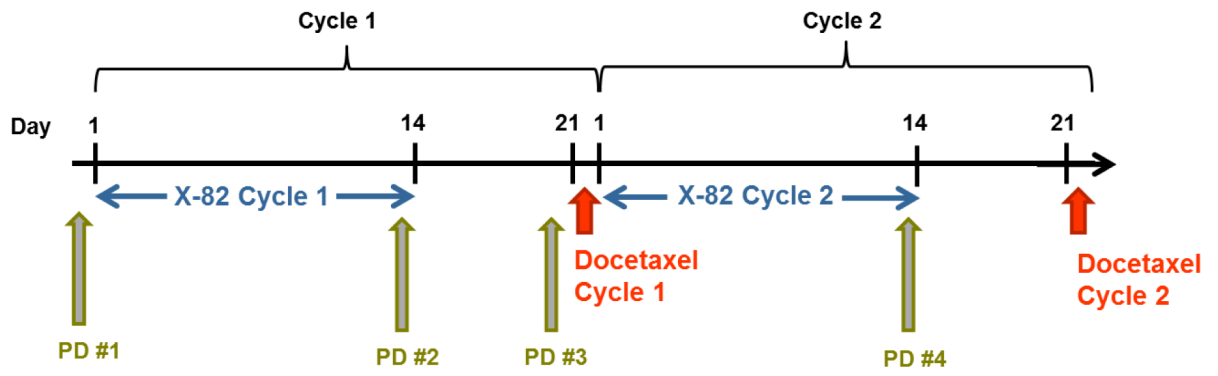 Cycle 1
Cycle 2
Day 1 14 21 1 14 21
X-82 Cycle 1
X-82 Cycle 2
Docetaxel
Cycle 1
Docetaxel
Cycle 2
PD #1
PD #2
PD #3
PD #4